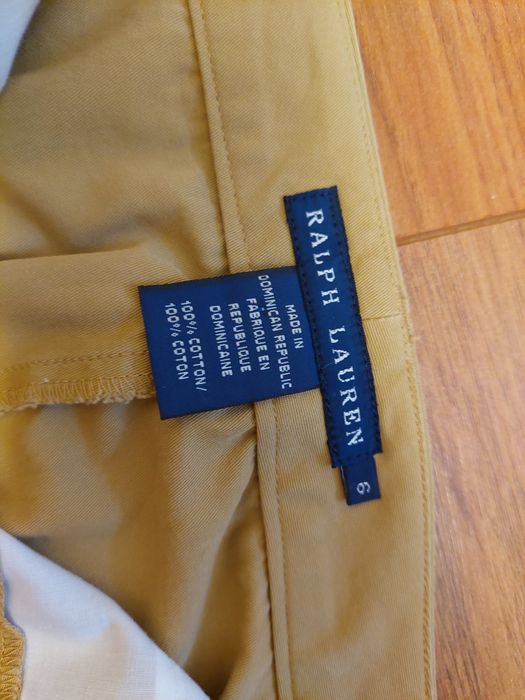 RALPH LAUREN
6
MADE IN
DOMINICAN REPUBLIC
FABRIQUE EN
REPUBLIQUE
DOMINICAINE
100% COTTON/
100% COTON